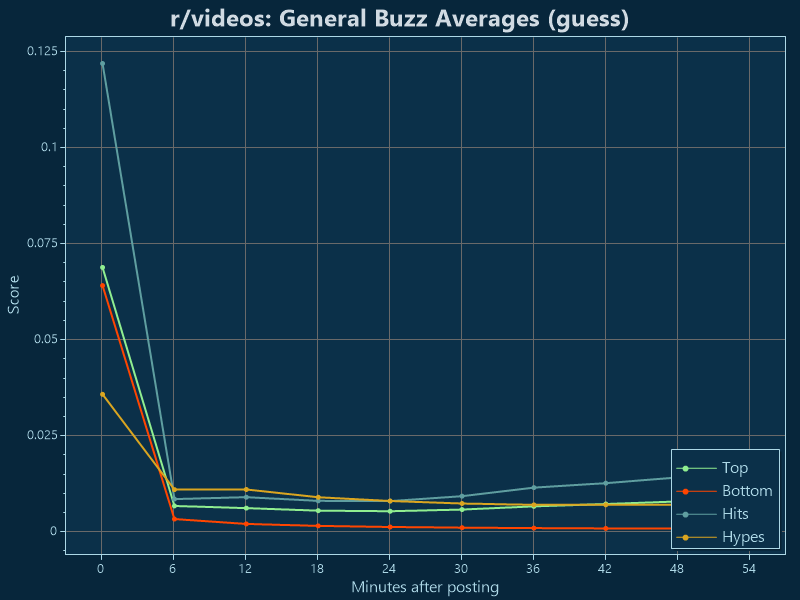 r/videos: General Buzz Averages (guess)
Score
0.125
0.1
0.075
0.05
0.025
0
0 6 12 18 24 30 36 42 48 54
Minutes after posting
Top
Bottom
Hits
Hypes